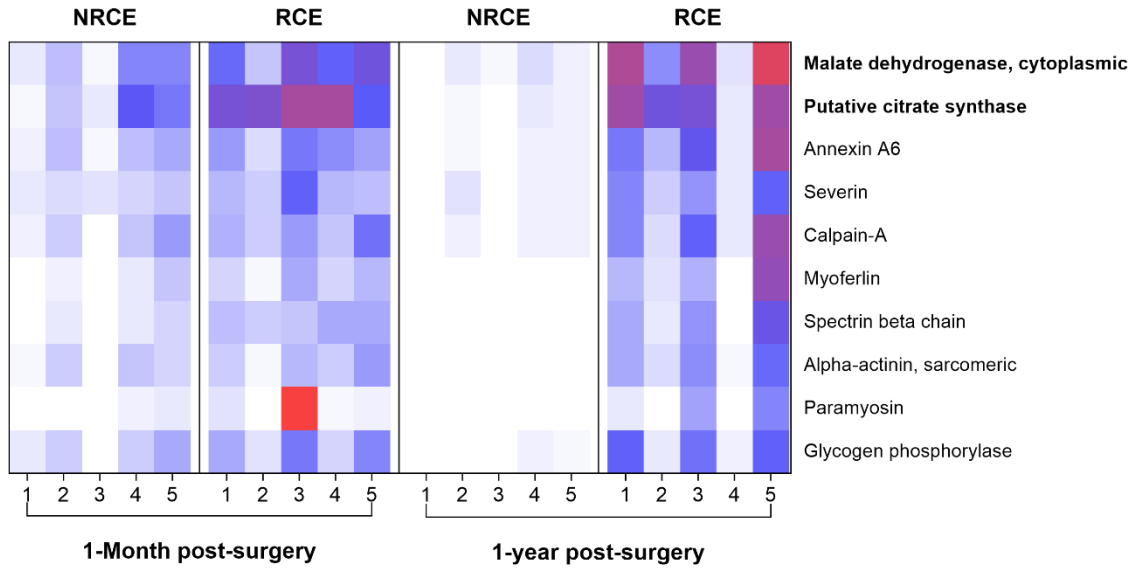 NRCE RCE NRCE RCE
Malate dehydrogenase, cytoplasmic
Putative citrate synthase
Annexin A6
Severin
Calpain-A
Myoferlin
Spectrin beta chain
Alpha-actinin, sarcomeric
Paramyosin
Glycogen phosphorylase
1 2 3 4 5 1 2 3 4 5 1 2 3 4 5 1 2 3 4 5
1-Month post-surgery 1-year post-surgery